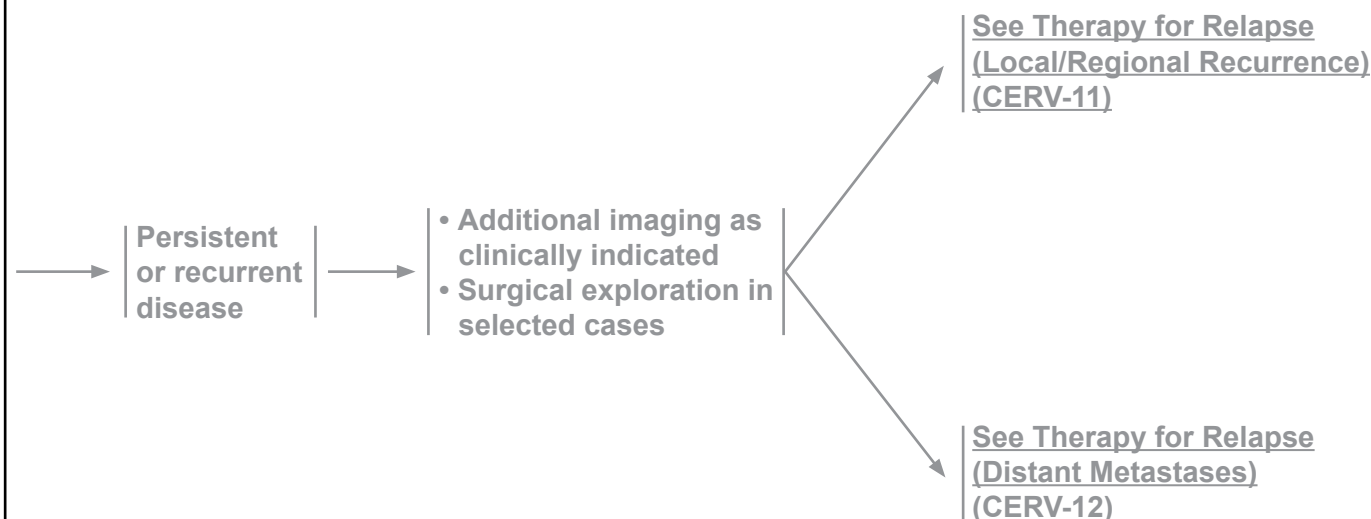 Persistent
or recurrent
disease
• Additional imaging as
clinically indicated
• Surgical exploration in
selected cases
See Therapy for Relapse
(Local/Regional Recurrence)
(CERV-11)
See Therapy for Relapse
(Distant Metastases)
(CERV-12)